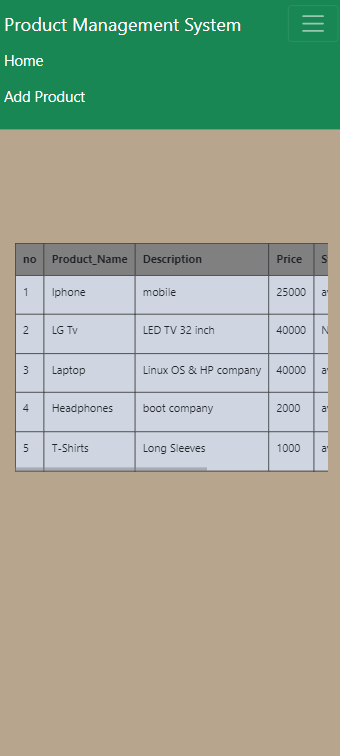 Product Management System
Home
Add Product
no Product_Name Description Price S
1 Iphone mobile 25000
2 LG Tv LED TV 32 inch 40000 N
3 Laptop Linux OS & HP company 40000
4 Headphones boot company 2000
5 T-Shirts Long Sleeves 1000